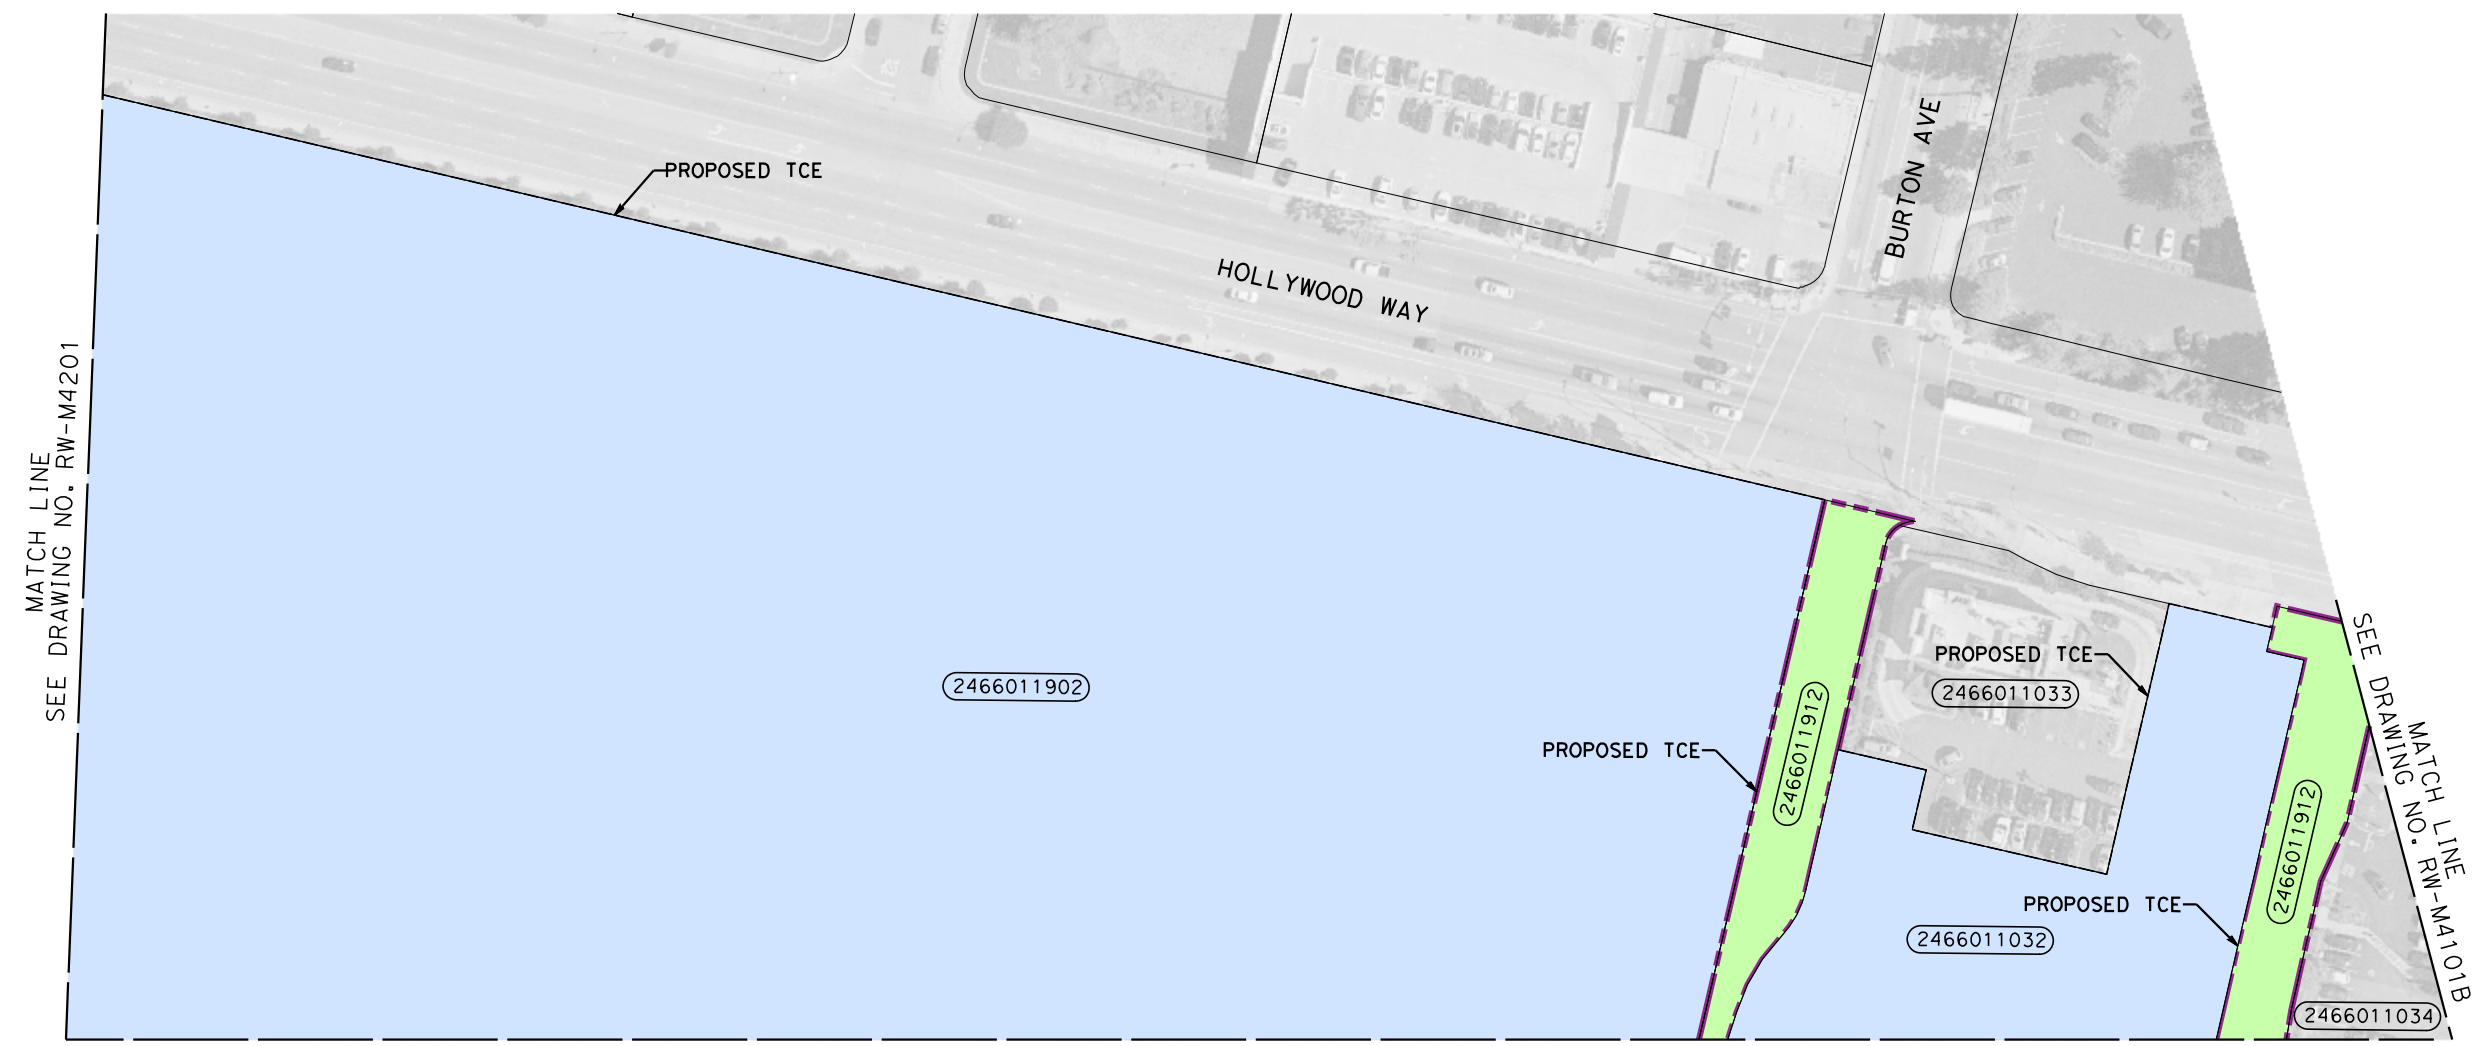 PROPOSED TCE
BURTON AVE
HOLLYWOOD WAY
MATCH LINE
SEE DRAWING NO. RW-M4201
2466011902
PROPOSED TCE
2466011912
PROPOSED TCE
2466011033
2466011912
PROPOSED TCE
2466011032
2466011034
MATCH LINE
SEE DRAWING NO. RW-M4101B